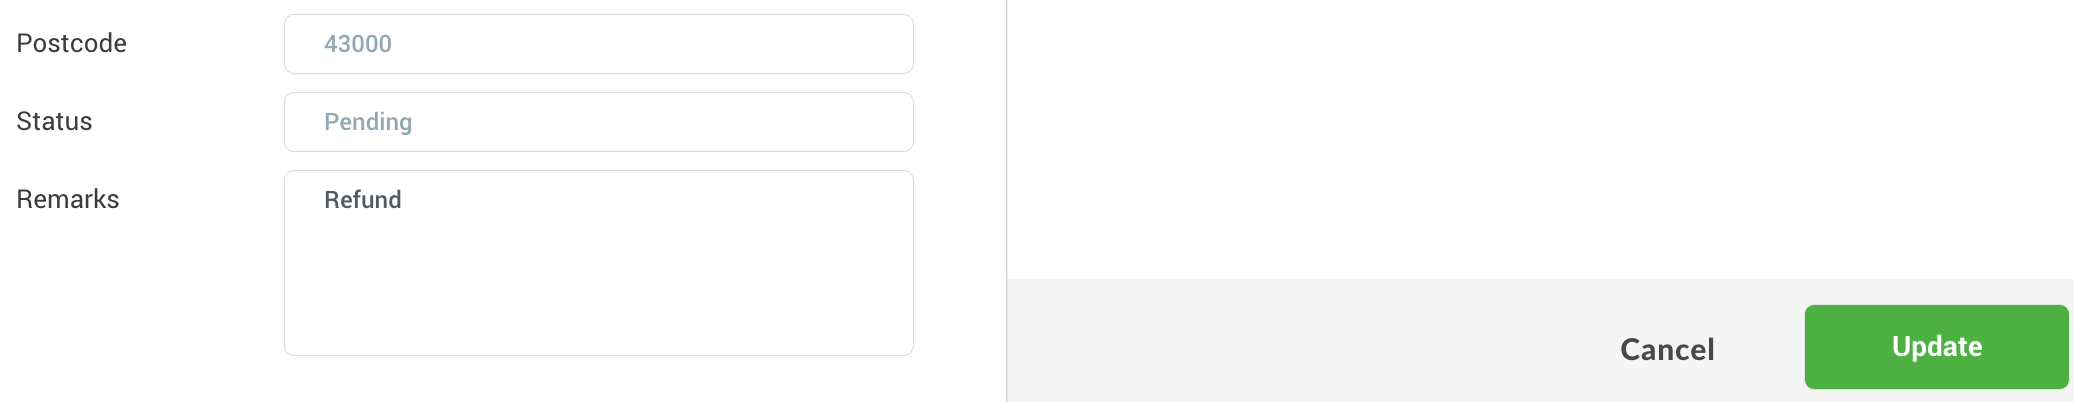 Postcode 43000
Status Pending
Remarks Refund
Cancel Update